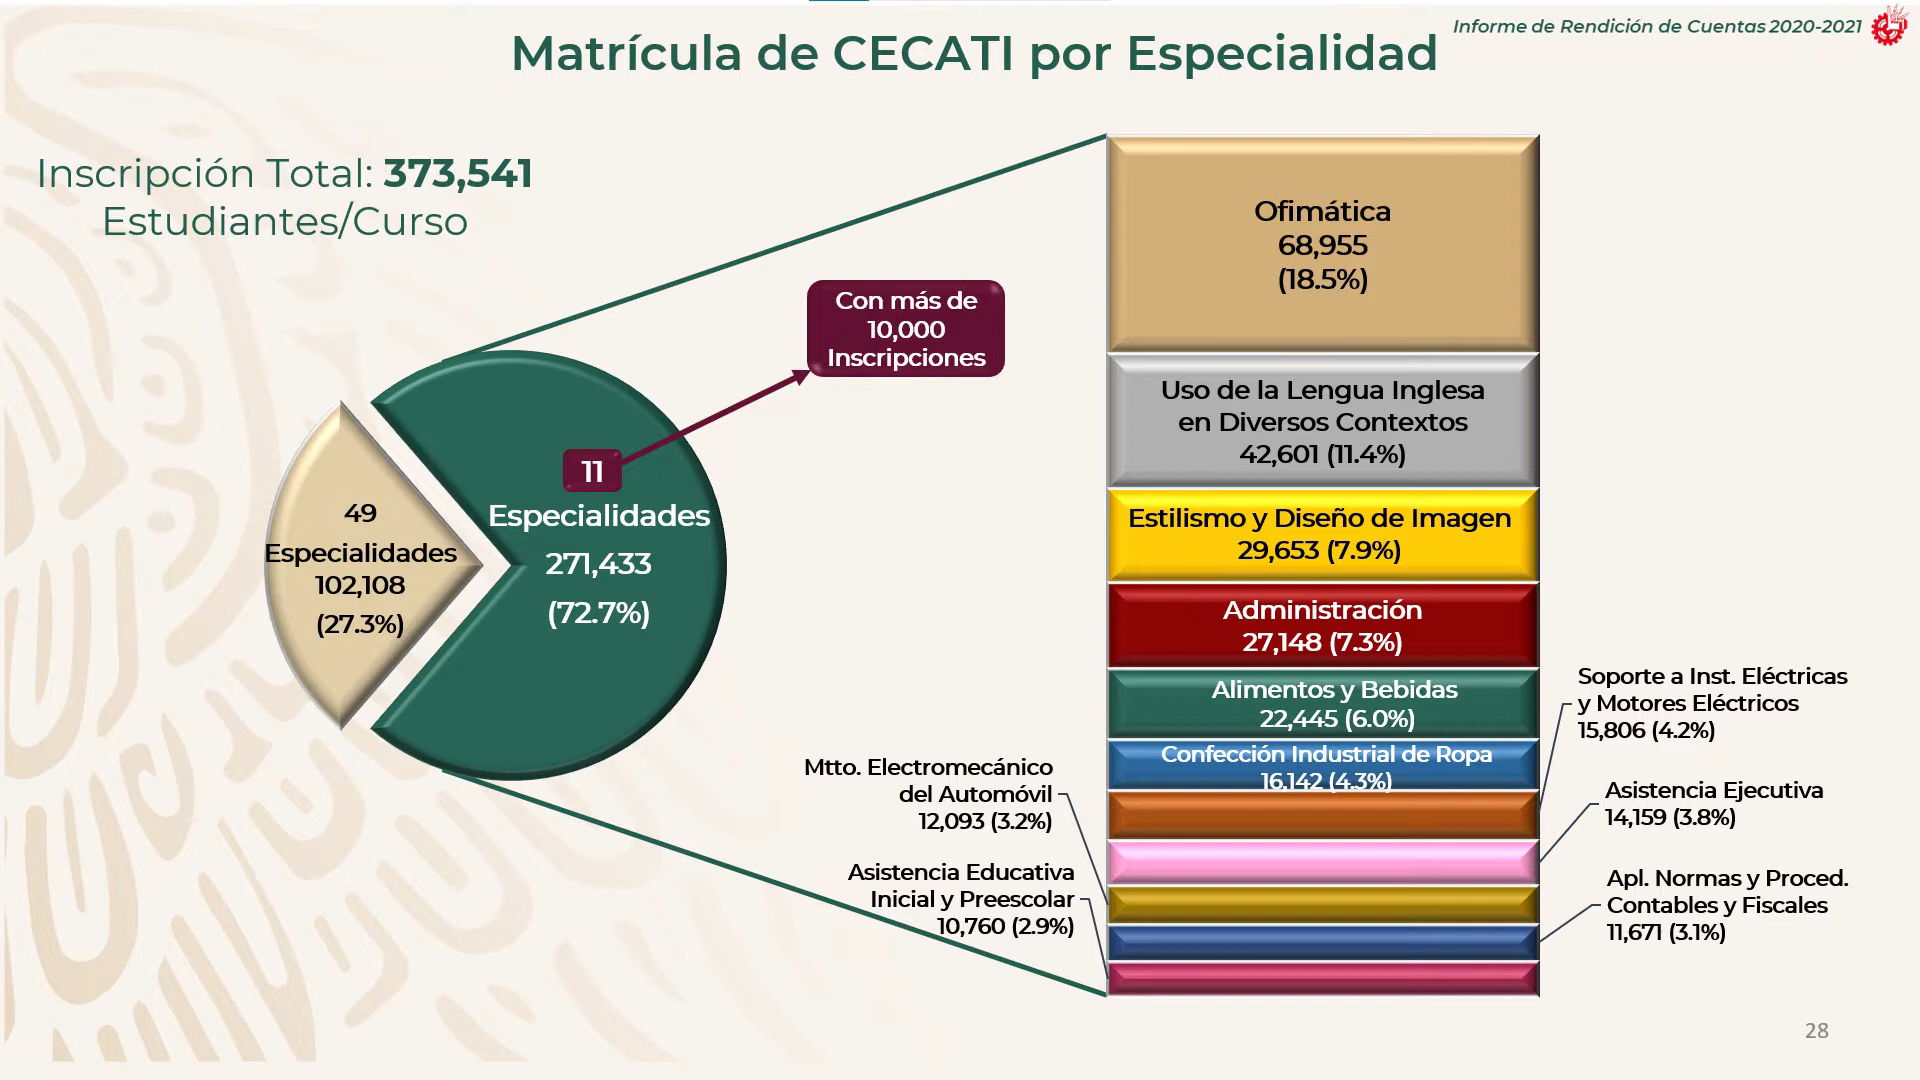 Informe de Rendición de Cuentas 2020-2021
Matrícula de CECATI por Especialidad
Inscripción Total: 373,541
Estudiantes/Curso
Con más de
10,000
Inscripciones
11
Especialidades
271,433
(72.7%)
49
Especialidades
102,108
(27.3%)
Ofimática
68,955
(18.5%)
Uso de la Lengua Inglesa
en Diversos Contextos
42,601 (11.4%)
Estilismo y Diseño de Imagen
29,653 (7.9%)
Administración
27,148 (7.3%)
Alimentos y Bebidas
22,445 (6.0%)
Confección Industrial de Ropa
16,142 (4.3%)
Soporte a Inst. Eléctricas
y Motores Eléctricos
15,806 (4.2%)
Asistencia Ejecutiva
14,159 (3.8%)
Mtto. Electromecánico
del Automóvil
12,093 (3.2%)
Apl. Normas y Proced.
Contables y Fiscales
11,671 (3.1%)
Asistencia Educativa
Inicial y Preescolar
10,760 (2.9%)
28